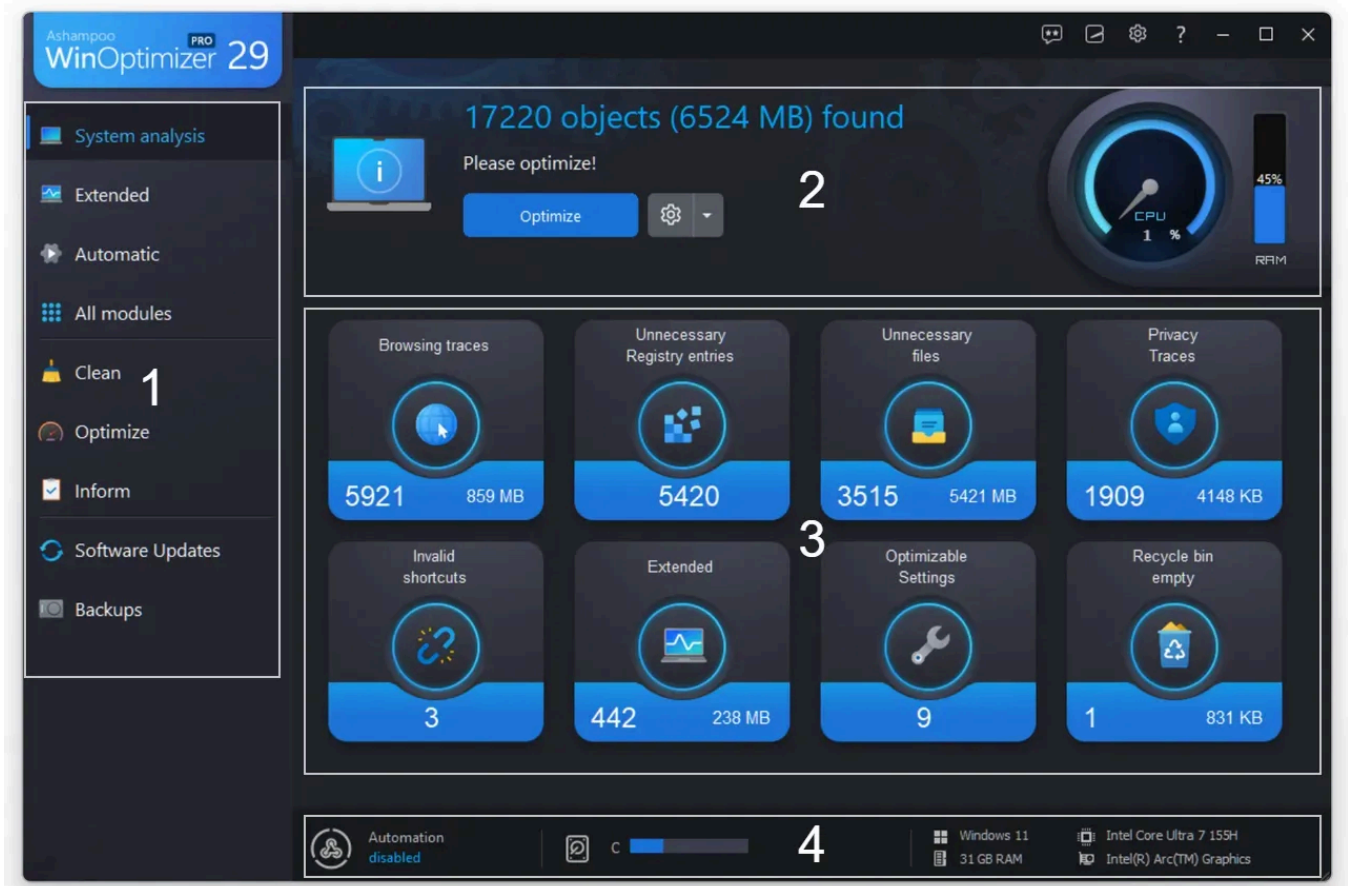 Ashampoo
WinOptimizer PRO 29
?
System analysis
Extended
Automatic
All modules
Clean
1
Optimize
Inform
Software Updates
Backups
17220 objects (6524 MB) found
Please optimize!
Optimize
2
CPU
1 %
45%
RAM
Browsing traces
5921 859 MB
Unnecessary
Registry entries
5420
Unnecessary
files
3515 5421 MB
Privacy
Traces
1909 4148 KB
3
Invalid
shortcuts
3
Extended
442 238 MB
Optimizable
Settings
9
Recycle bin
empty
1 831 KB
Automation
disabled
C
4
Windows 11
31 GB RAM
Intel Core Ultra 7 155H
Intel(R) Arc(TM) Graphics